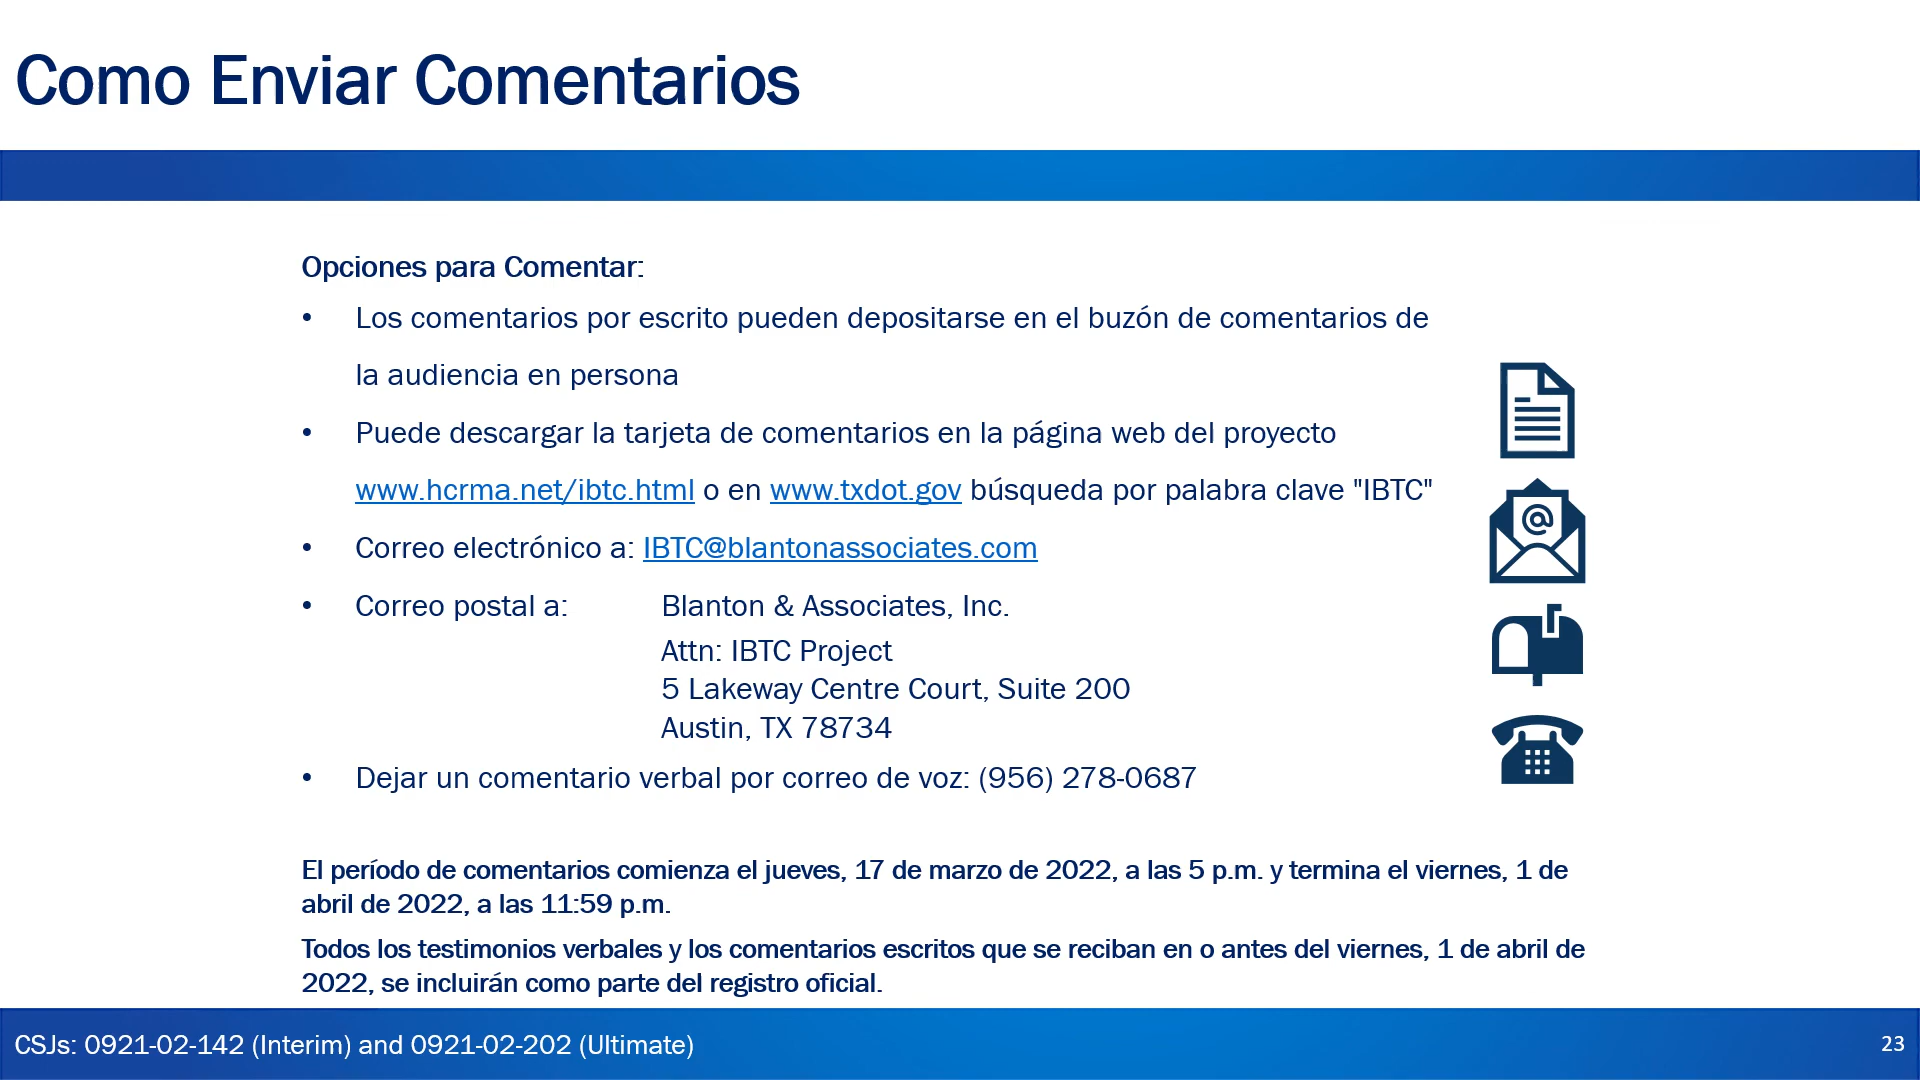 Como Enviar Comentarios
Opciones para Comentar:
• Los comentarios por escrito pueden depositarse en el buzón de comentarios de
la audiencia en persona
• Puede descargar la tarjeta de comentarios en la página web del proyecto
www.hcrma.net/ibtc.html o en www.txdot.gov búsqueda por palabra clave "IBTC"
• Correo electrónico a: IBTC@blantonassociates.com
• Correo postal a: Blanton & Associates, Inc.
Attn: IBTC Project
5 Lakeway Centre Court, Suite 200
Austin, TX 78734
• Dejar un comentario verbal por correo de voz: (956) 278-0687
El período de comentarios comienza el jueves, 17 de marzo de 2022, a las 5 p.m. y termina el viernes, 1 de
abril de 2022, a las 11:59 p.m.
Todos los testimonios verbales y los comentarios escritos que se reciban en o antes del viernes, 1 de abril de
2022, se incluirán como parte del registro oficial.
CSJs: 0921-02-142 (Interim) and 0921-02-202 (Ultimate)
23